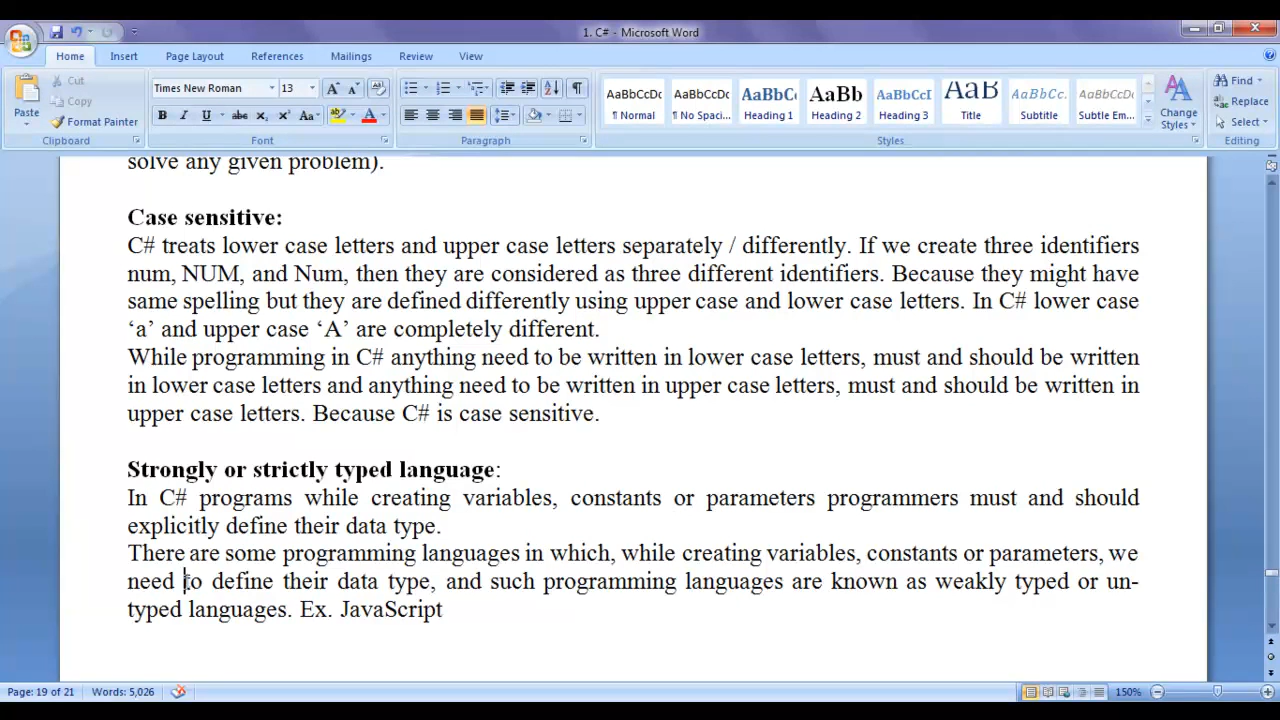 1. C# - Microsoft Word
Home Insert Page Layout References Mailings Review View
Paste
Cut
Copy
Format Painter
Clipboard
Times New Roman 13
Font
Paragraph
AaBbCcDc AaBbCcDc AaBbC AaBb AaBbCcI AaB AaBbCc. AaBbCcDc
¶ Normal ¶ No Spaci... Heading 1 Heading 2 Heading 3 Title Subtitle Subtle Em...
Styles
Change Styles
Find
Replace
Select
Editing
solve any given problem).
Case sensitive:
C# treats lower case letters and upper case letters separately / differently. If we create three identifiers
num, NUM, and Num, then they are considered as three different identifiers. Because they might have
same spelling but they are defined differently using upper case and lower case letters. In C# lower case
‘a’ and upper case ‘A’ are completely different.
While programming in C# anything need to be written in lower case letters, must and should be written
in lower case letters and anything need to be written in upper case letters, must and should be written in
upper case letters. Because C# is case sensitive.
Strongly or strictly typed language:
In C# programs while creating variables, constants or parameters programmers must and should
explicitly define their data type.
There are some programming languages in which, while creating variables, constants or parameters, we
need to define their data type, and such programming languages are known as weakly typed or un-
typed languages. Ex. JavaScript
Page: 19 of 21 Words: 5,026 150%